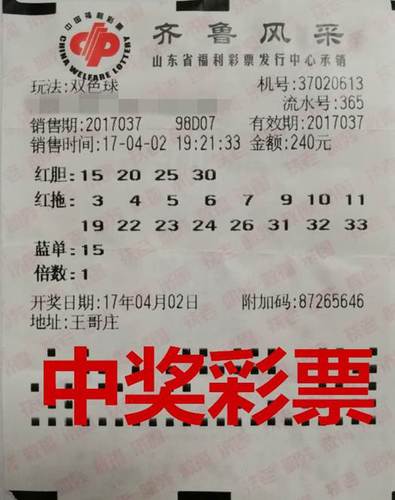 中国福利彩票
CHINA WELFARE LOTTERY
齐鲁风采
山东省福利彩票发行中心承销
玩法:双色球 机号:37020613
流水号:365
销售期:2017037 98D07 有效期:2017037
销售时间:17-04-02 19:21:33 金额:240元
红胆:15 20 25 30
红拖: 3 4 5 6 7 9 10 11
19 22 23 24 26 31 32 33
蓝单:15
倍数:1
开奖日期:17年04月02日 附加码:87265646
地址:王哥庄
中奖彩票